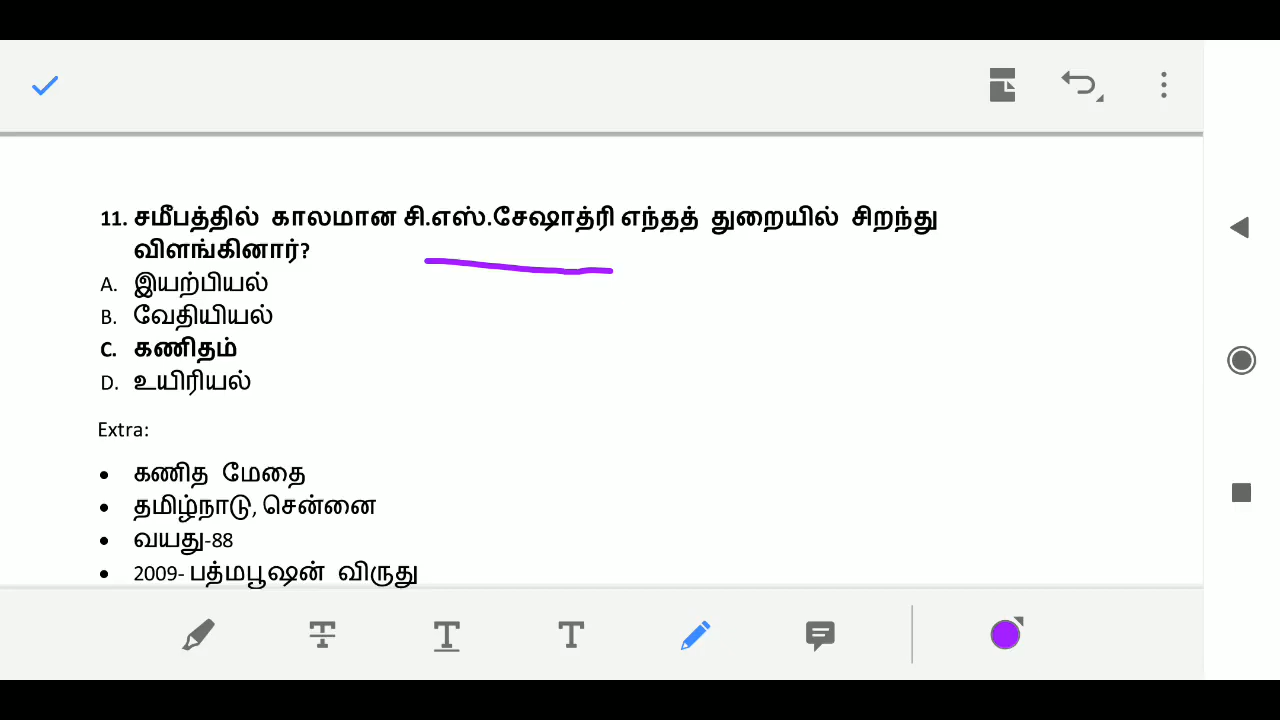 11. சமீபத்தில் காலமான சி.எஸ்.சேஷாத்ரி எந்தத் துறையில் சிறந்து
விளங்கினார்?
A. இயற்பியல்
B. வேதியியல்
C. கணிதம்
D. உயிரியல்
Extra:
• கணித மேதை
• தமிழ்நாடு, சென்னை
• வயது-88
• 2009- பத்மபூஷன் விருது